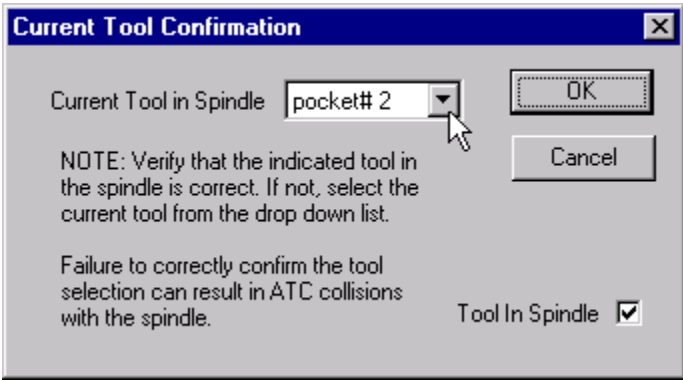 Current Tool Confirmation
Current Tool in Spindle pocket# 2 OK
Cancel
NOTE: Verify that the indicated tool in
the spindle is correct. If not, select the
current tool from the drop down list.
Failure to correctly confirm the tool
selection can result in ATC collisions
with the spindle.
Tool In Spindle